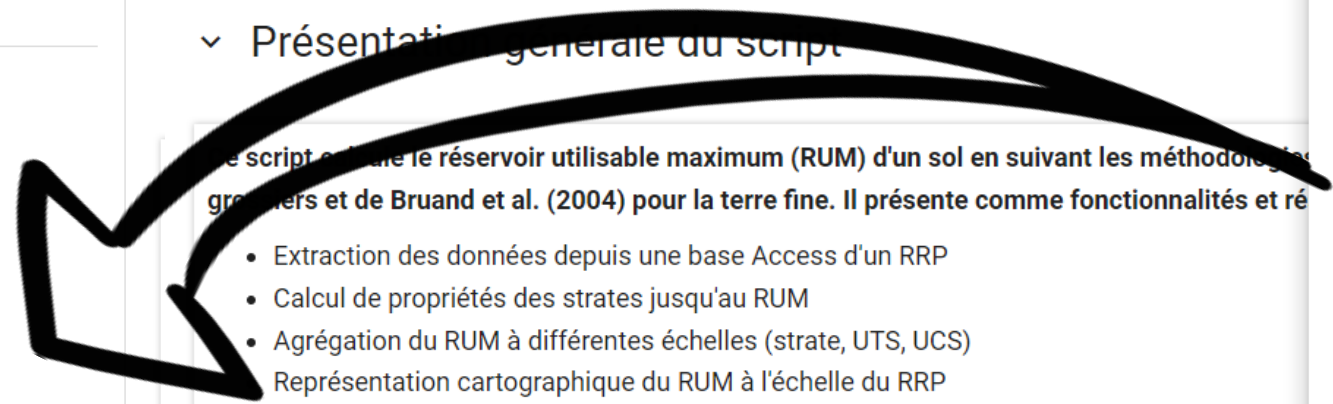 Présentation générale du script
Ce script calcule le réservoir utilisable maximum (RUM) d'un sol en suivant les méthodologies
grossiers et de Bruand et al. (2004) pour la terre fine. Il présente comme fonctionnalités et ré
Extraction des données depuis une base Access d'un RRP
Calcul de propriétés des strates jusqu'au RUM
Agrégation du RUM à différentes échelles (strate, UTS, UCS)
Représentation cartographique du RUM à l'échelle du RRP